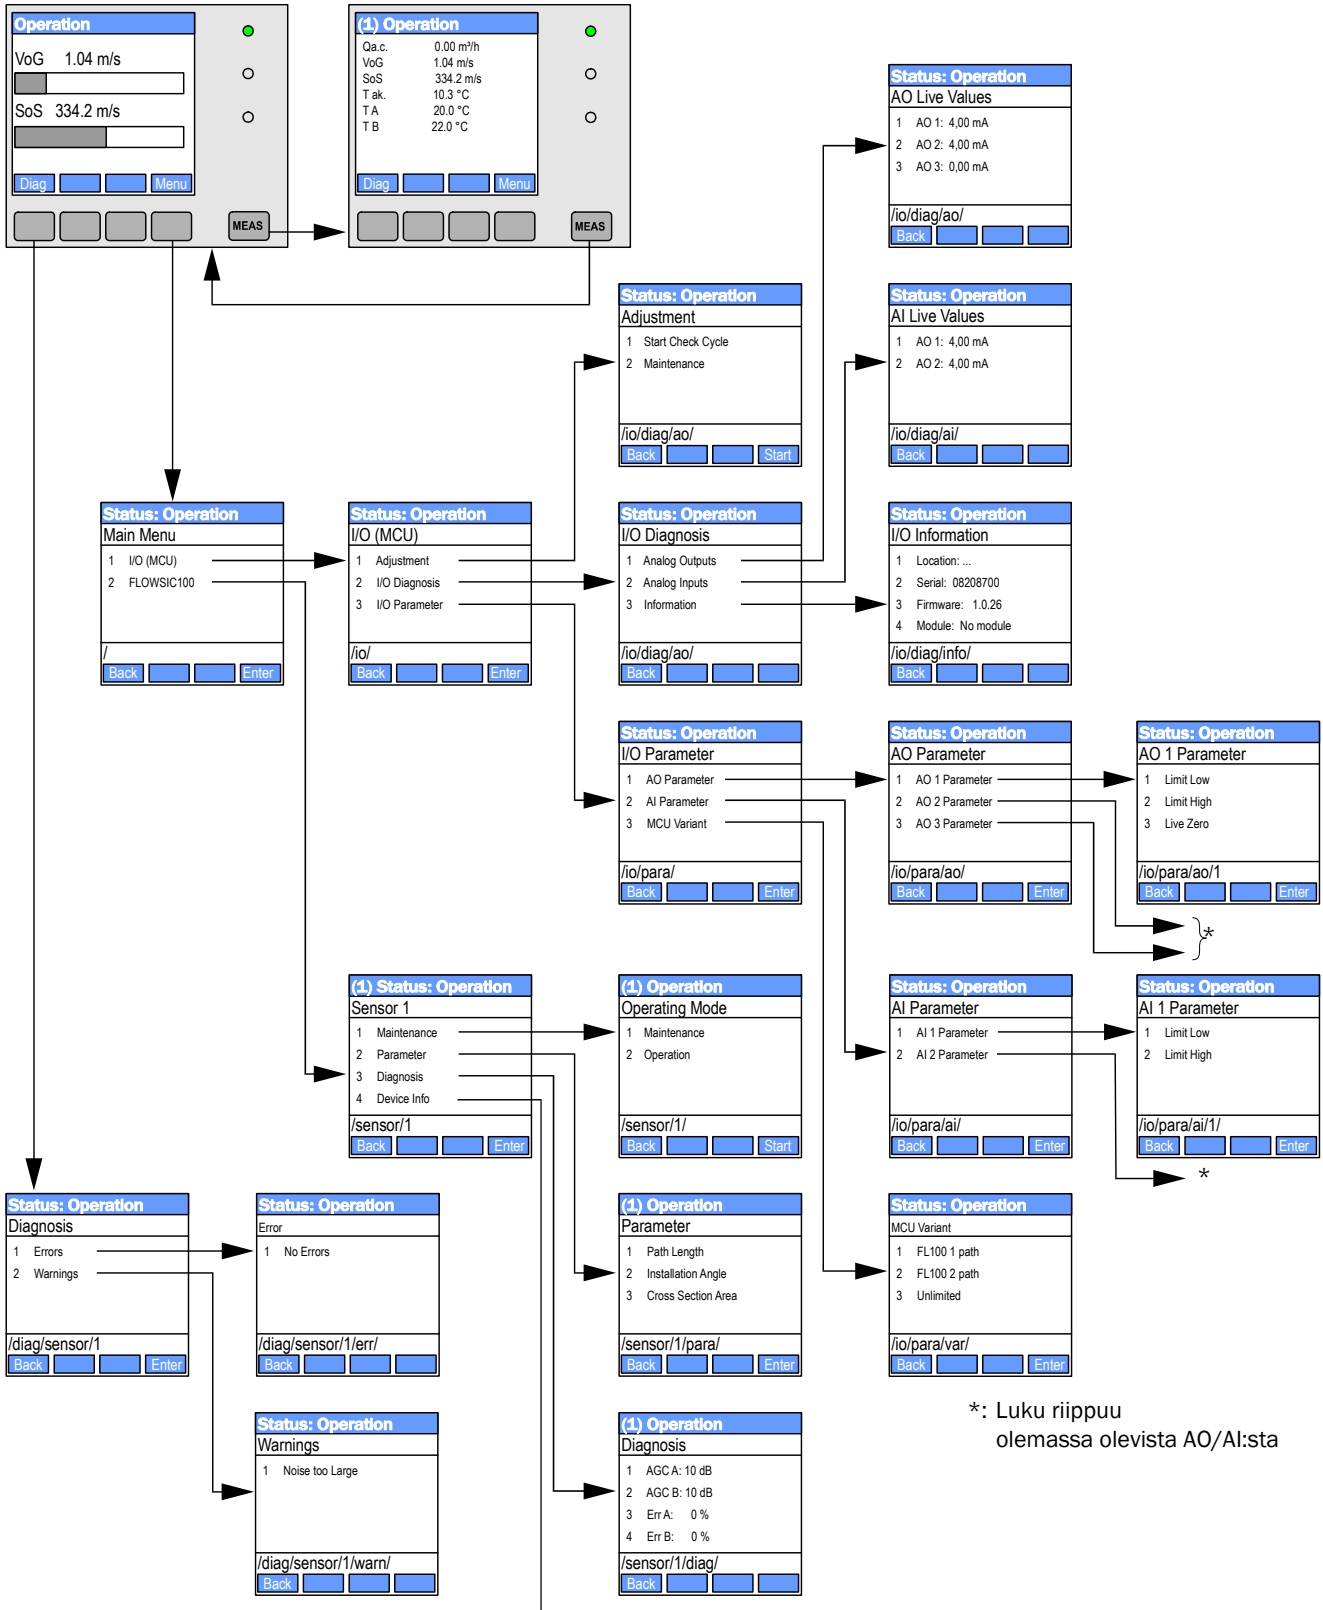 Operation
VoG 1.04 m/s
SoS 334.2 m/s
Diag Menu
MEAS
(1) Operation
Qa.c. 0.00 m³/h
VoG 1.04 m/s
SoS 334.2 m/s
T ak. 10.3 °C
T A 20.0 °C
T B 22.0 °C
Diag Menu
MEAS
Status: Operation
AO Live Values
1 AO 1: 4,00 mA
2 AO 2: 4,00 mA
3 AO 3: 0,00 mA
/io/diag/ao/
Back
Status: Operation
Adjustment
1 Start Check Cycle
2 Maintenance
/io/diag/ao/
Back Start
Status: Operation
AI Live Values
1 AO 1: 4,00 mA
2 AO 2: 4,00 mA
/io/diag/ai/
Back
Status: Operation
Main Menu
1 I/O (MCU)
2 FLOWSIC100
/
Back Enter
Status: Operation
I/O (MCU)
1 Adjustment
2 I/O Diagnosis
3 I/O Parameter
/io/
Back Enter
Status: Operation
I/O Diagnosis
1 Analog Outputs
2 Analog Inputs
3 Information
/io/diag/ao/
Back
Status: Operation
I/O Information
1 Location: ...
2 Serial: 08208700
3 Firmware: 1.0.26
4 Module: No module
/io/diag/info/
Back
Status: Operation
I/O Parameter
1 AO Parameter
2 AI Parameter
3 MCU Variant
/io/para/
Back Enter
Status: Operation
AO Parameter
1 AO 1 Parameter
2 AO 2 Parameter
3 AO 3 Parameter
/io/para/ao/
Back Enter
Status: Operation
AO 1 Parameter
1 Limit Low
2 Limit High
3 Live Zero
/io/para/ao/1
Back Enter
*
(1) Status: Operation
Sensor 1
1 Maintenance
2 Parameter
3 Diagnosis
4 Device Info
/sensor/1
Back Enter
(1) Operation
Operating Mode
1 Maintenance
2 Operation
/sensor/1/
Back Start
Status: Operation
AI Parameter
1 AI 1 Parameter
2 AI 2 Parameter
/io/para/ai/
Back Enter
Status: Operation
AI 1 Parameter
1 Limit Low
2 Limit High
/io/para/ai/1/
Back Enter
*
Status: Operation
Diagnosis
1 Errors
2 Warnings
/diag/sensor/1
Back Enter
Status: Operation
Error
1 No Errors
/diag/sensor/1/err/
Back
(1) Operation
Parameter
1 Path Length
2 Installation Angle
3 Cross Section Area
/sensor/1/para/
Back Enter
Status: Operation
MCU Variant
1 FL100 1 path
2 FL100 2 path
3 Unlimited
/io/para/var/
Back Enter
Status: Operation
Warnings
1 Noise too Large
/diag/sensor/1/warn/
Back
(1) Operation
Diagnosis
1 AGC A: 10 dB
2 AGC B: 10 dB
3 Err A: 0 %
4 Err B: 0 %
/sensor/1/diag/
Back
*: Luku riippuu
olemassa olevista AO/AI:sta